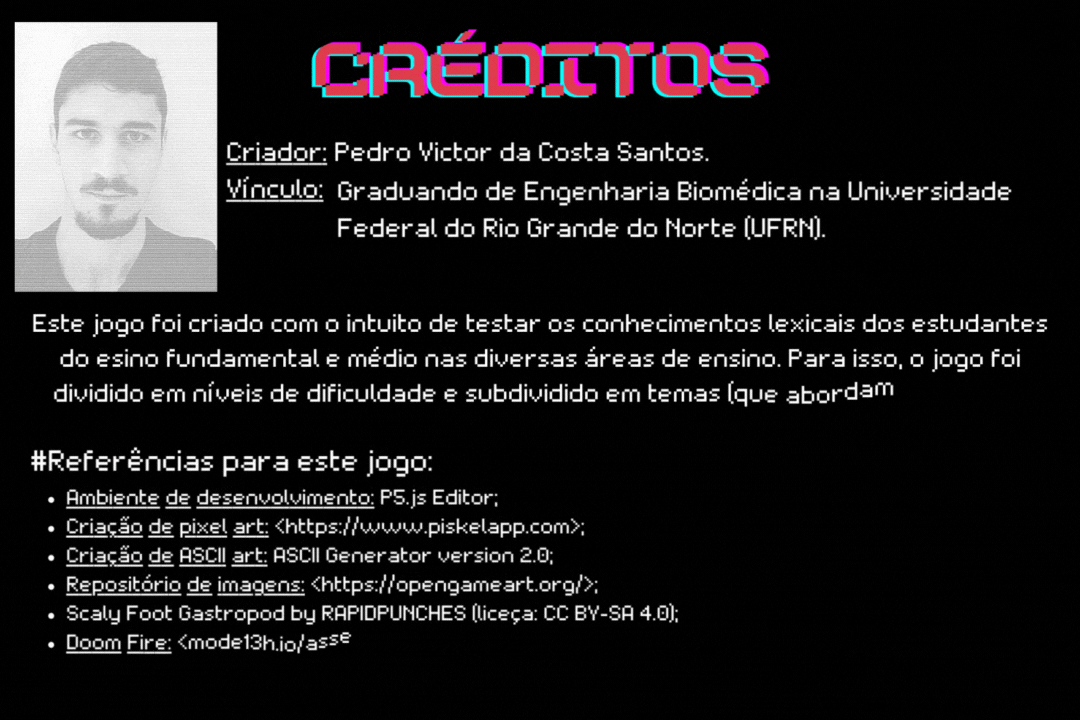 CRÉDITOS
Criador: Pedro Victor da Costa Santos.
Vínculo: Graduando de Engenharia Biomédica na Universidade
Federal do Rio Grande do Norte (UFRN).
Este jogo foi criado com o intuito de testar os conhecimentos lexicais dos estudantes
do esino fundamental e médio nas diversas áreas de ensino. Para isso, o jogo foi
dividido em níveis de dificuldade e subdividido em temas (que abordam
#Referências para este jogo:
• Ambiente de desenvolvimento: P5.js Editor;
• Criação de pixel art: <https://www.piskelapp.com>;
• Criação de ASCII art: ASCII Generator version 2.0;
• Repositório de imagens: <https://opengameart.org/>;
• Scaly Foot Gastropod by RAPIDPUNCHES (liceça: CC BY-SA 4.0);
• Doom Fire: <mode13h.io/asse